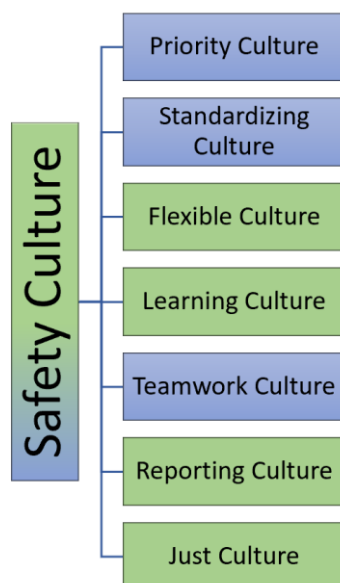 Safety Culture
Priority Culture
Standardizing
Culture
Flexible Culture
Learning Culture
Teamwork Culture
Reporting Culture
Just Culture